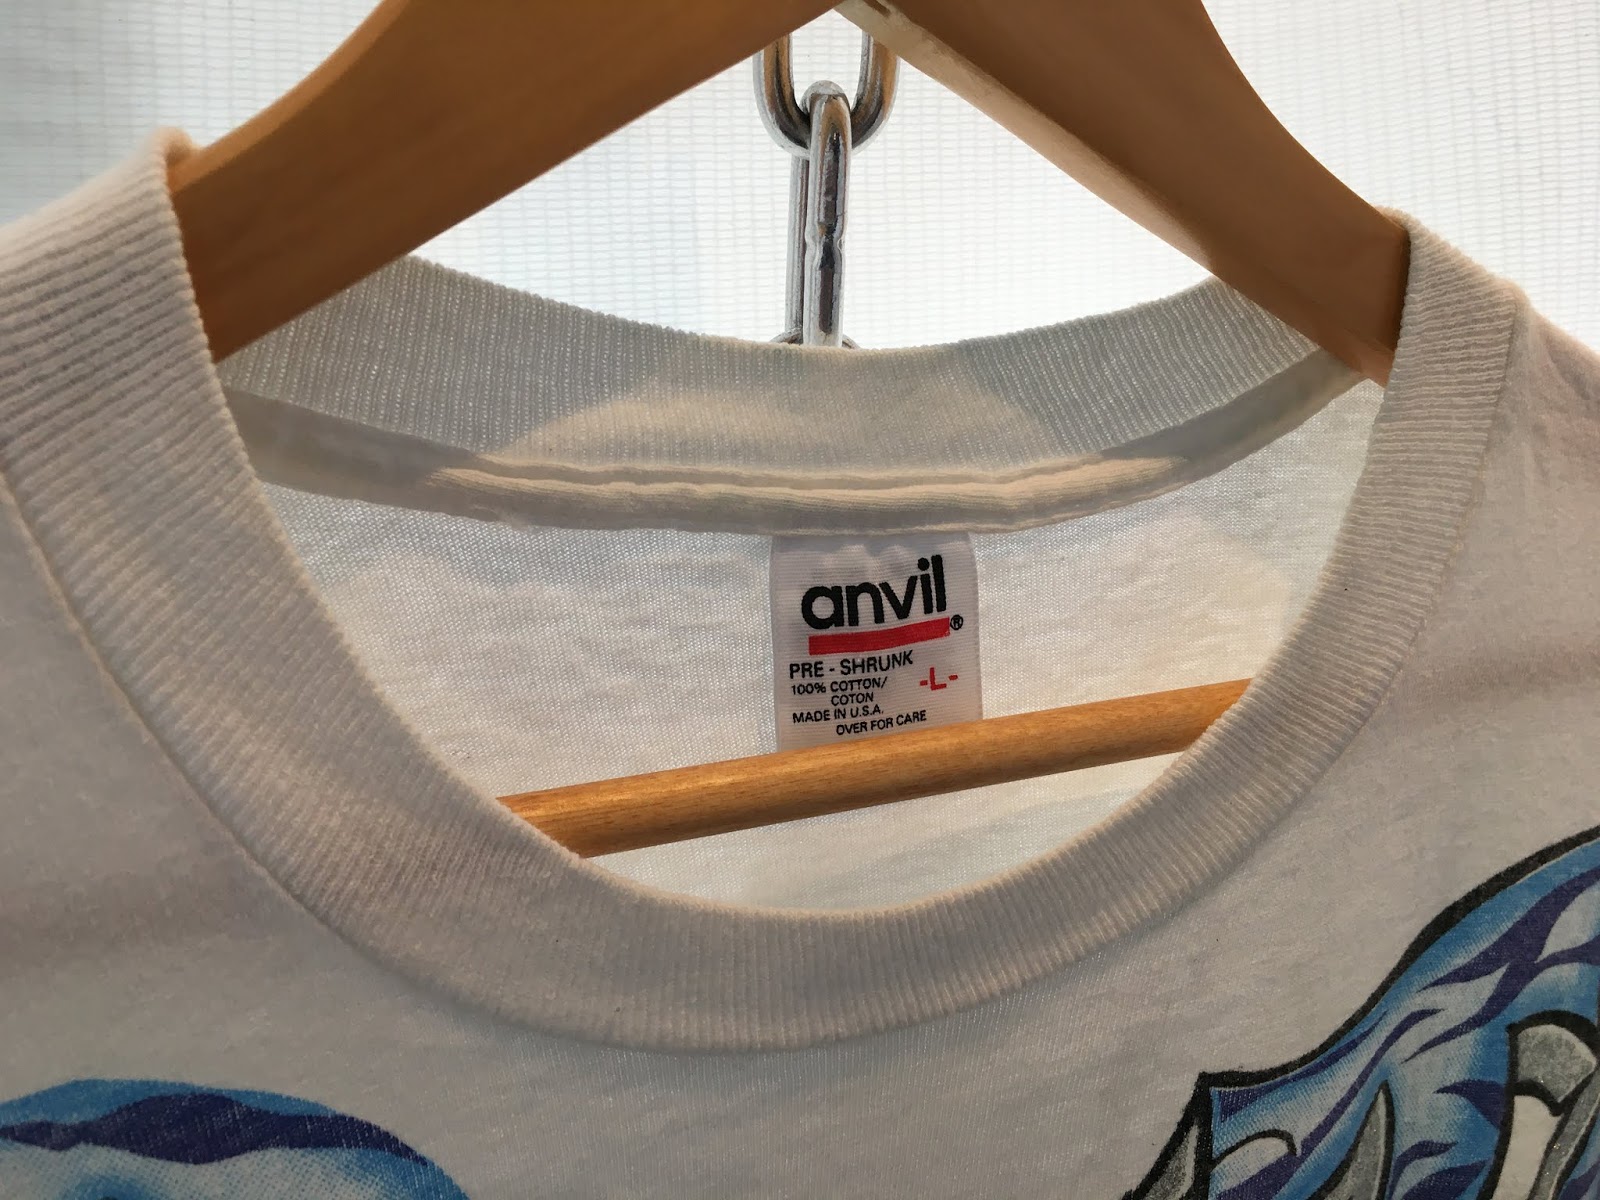 anvil®
PRE - SHRUNK
100% COTTON/
COTON
-L-
MADE IN U.S.A.
OVER FOR CARE